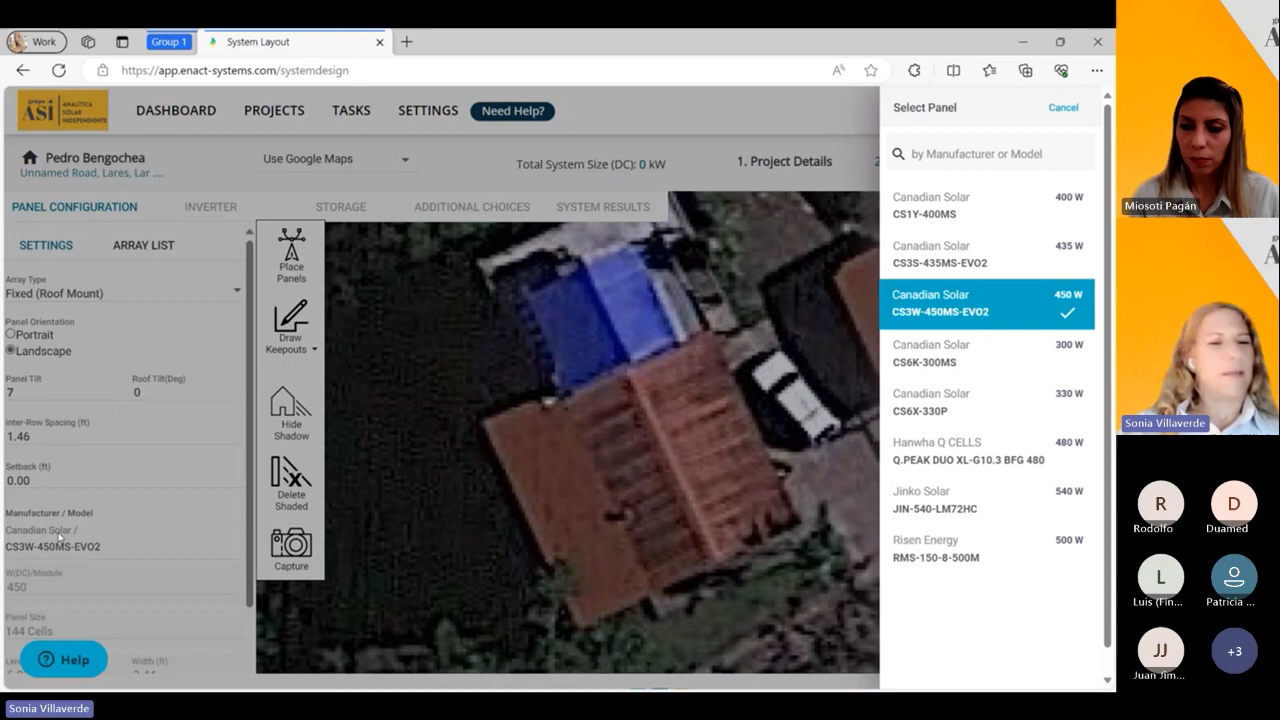 Work
Group 1
System Layout
https://app.enact-systems.com/systemdesign
grupo
ASI
ANALÍTICA
SOLAR
INDEPENDIENTE
DASHBOARD
PROJECTS
TASKS
SETTINGS
Need Help?
Pedro Bengochea
Unnamed Road, Lares, Lar ....
Use Google Maps
Total System Size (DC): 0 kW
1. Project Details
2
PANEL CONFIGURATION
INVERTER
STORAGE
ADDITIONAL CHOICES
SYSTEM RESULTS
SETTINGS
ARRAY LIST
Array Type
Fixed (Roof Mount)
Panel Orientation
Portrait
Landscape
Panel Tilt
Roof Tilt(Deg)
7
0
Inter-Row Spacing (ft)
1.46
Setback (ft)
0.00
Manufacturer / Model
Canadian Solar /
CS3W-450MS-EVO2
W(DC)/Module
450
Panel Size
144 Cells
Width (ft)
Help
Place
Panels
Draw
Keepouts
Hide
Shadow
Delete
Shaded
Capture
Select Panel
Cancel
by Manufacturer or Model
Canadian Solar 400 W
CS1Y-400MS
Canadian Solar 435 W
CS3S-435MS-EVO2
Canadian Solar 450 W
CS3W-450MS-EVO2
Canadian Solar 300 W
CS6K-300MS
Canadian Solar 330 W
CS6X-330P
Hanwha Q CELLS 480 W
Q.PEAK DUO XL-G10.3 BFG 480
Jinko Solar 540 W
JIN-540-LM72HC
Risen Energy 500 W
RMS-150-8-500M
Miosoti Pagán
Sonia Villaverde
R
D
Rodolfo
Duamed
L
Luis (Fin...
Patricia ...
JJ
+3
Juan Jim...
Sonia Villaverde